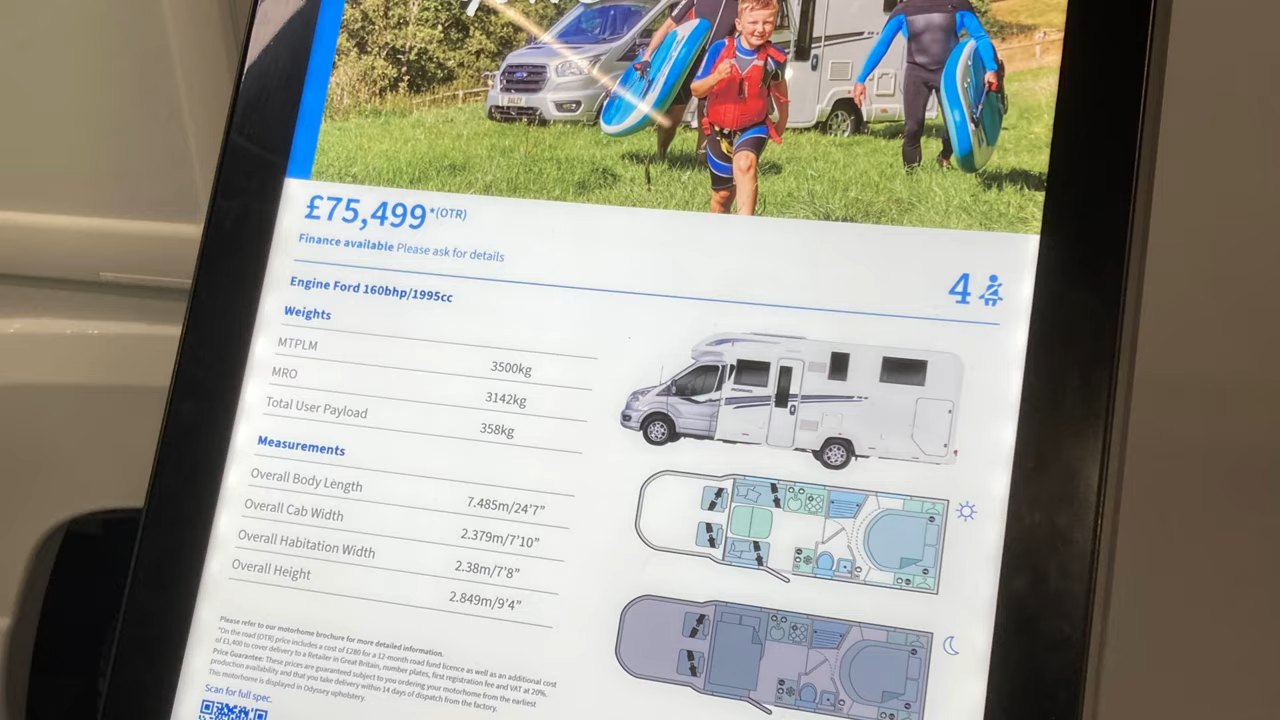 BAILEY
£75,499*(OTR)
Finance available Please ask for details
4
Engine Ford 160bhp/1995cc
Weights
MTPLM 3500kg
MRO 3142kg
Total User Payload 358kg
Measurements
Overall Body Length 7.485m/24'7"
Overall Cab Width 2.379m/7'10"
Overall Habitation Width 2.38m/7'8"
Overall Height 2.849m/9'4"
Please refer to our motorhome brochure for more detailed information.
*On the road (OTR) price includes a cost of £280 for a 12-month road fund licence as well as an additional cost
of £1,400 to cover delivery to a Retailer in Great Britain, number plates, first registration fee and VAT at 20%.
Price Guarantee: These prices are guaranteed subject to you ordering your motorhome from the earliest
production availability and that you take delivery within 14 days of dispatch from the factory.
This motorhome is displayed in Odyssey upholstery.
Scan for full spec.